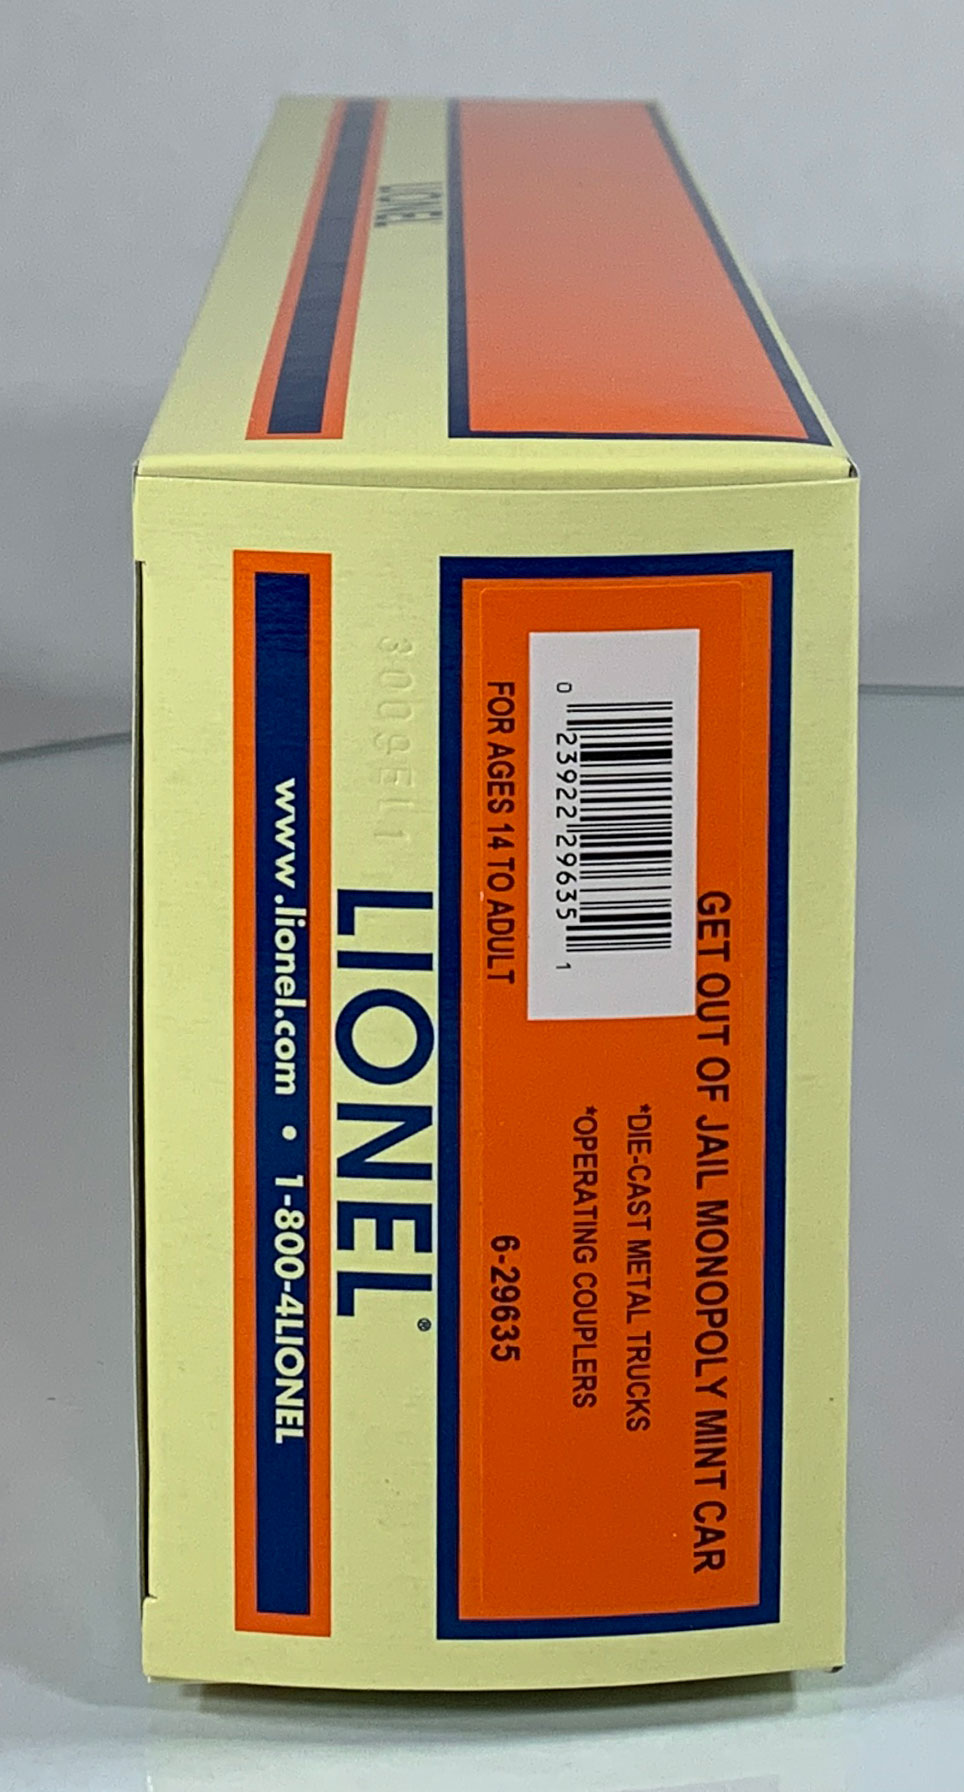 LIONEL
GET OUT OF JAIL MONOPOLY MINT CAR
*DIE-CAST METAL TRUCKS
*OPERATING COUPLERS
0 23922 29635 1
FOR AGES 14 TO ADULT 6-29635
LIONEL®
www.lionel.com • 1-800-4LIONEL